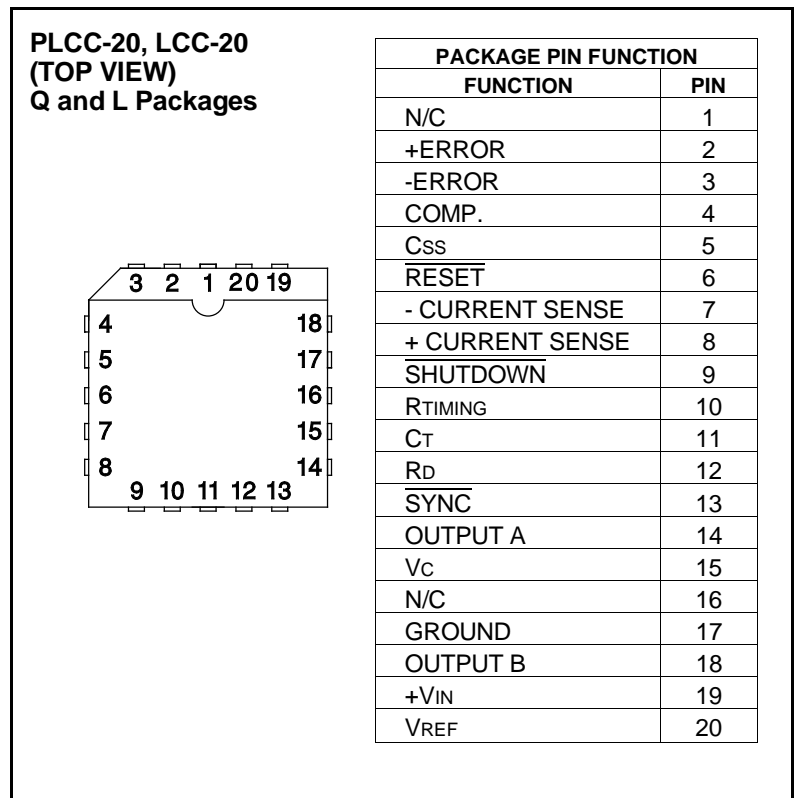 PLCC-20, LCC-20
(TOP VIEW)
Q and L Packages
3 2 1 20 19
4 18
5 17
6 16
7 15
8 14
9 10 11 12 13
PACKAGE PIN FUNCTION
FUNCTION PIN
N/C 1
+ERROR 2
-ERROR 3
COMP. 4
CSS 5
R̅E̅S̅E̅T̅ 6
- CURRENT SENSE 7
+ CURRENT SENSE 8
S̅H̅U̅T̅D̅O̅W̅N̅ 9
RTIMING 10
CT 11
RD 12
S̅Y̅N̅C̅ 13
OUTPUT A 14
VC 15
N/C 16
GROUND 17
OUTPUT B 18
+VIN 19
VREF 20